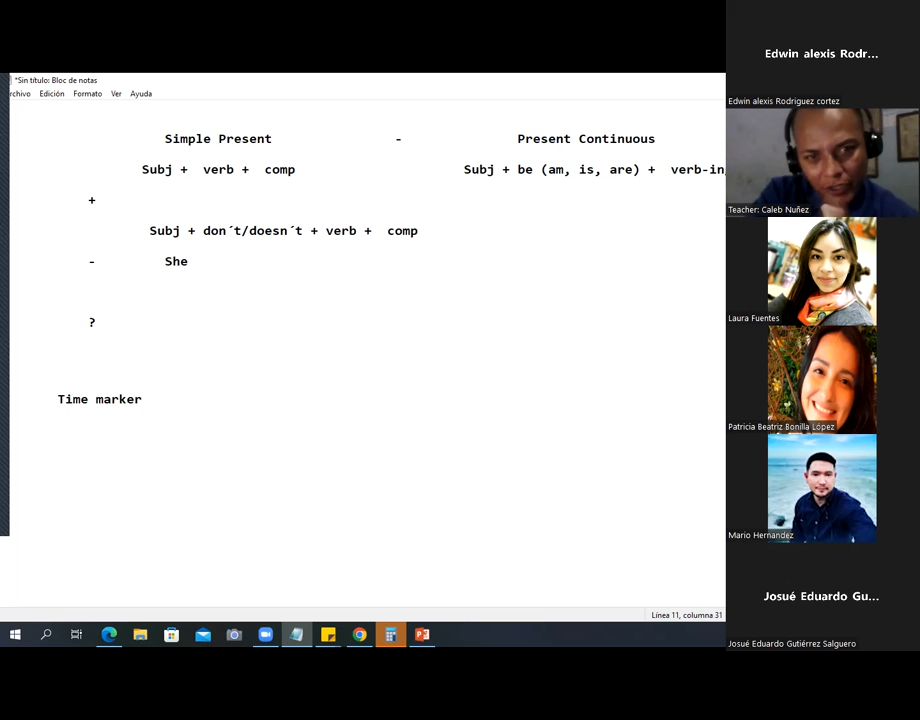 Edwin alexis Rodr...
Edwin alexis Rodriguez cortez
*Sin título: Bloc de notas
rchivo Edición Formato Ver Ayuda
Simple Present - Present Continuous
Subj + verb + comp Subj + be (am, is, are) + verb-in
+
Teacher: Caleb Nuñez
Subj + don´t/doesn´t + verb + comp
- She
Laura Fuentes
?
Time marker
Patricia Beatriz Bonilla López
Mario Hernandez
Josué Eduardo Gu...
Línea 11, columna 31
Josué Eduardo Gutiérrez Salguero